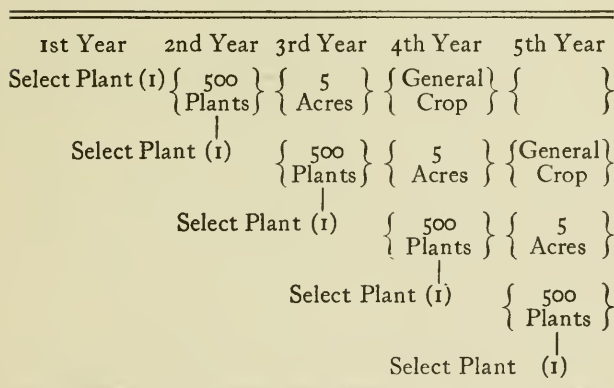 1st Year 2nd Year 3rd Year 4th Year 5th Year
Select Plant (1) { 500 Plants } { 5 Acres } { General Crop } { }
Select Plant (1) { 500 Plants } { 5 Acres } { General Crop }
Select Plant (1) { 500 Plants } { 5 Acres }
Select Plant (1) { 500 Plants }
Select Plant (1)